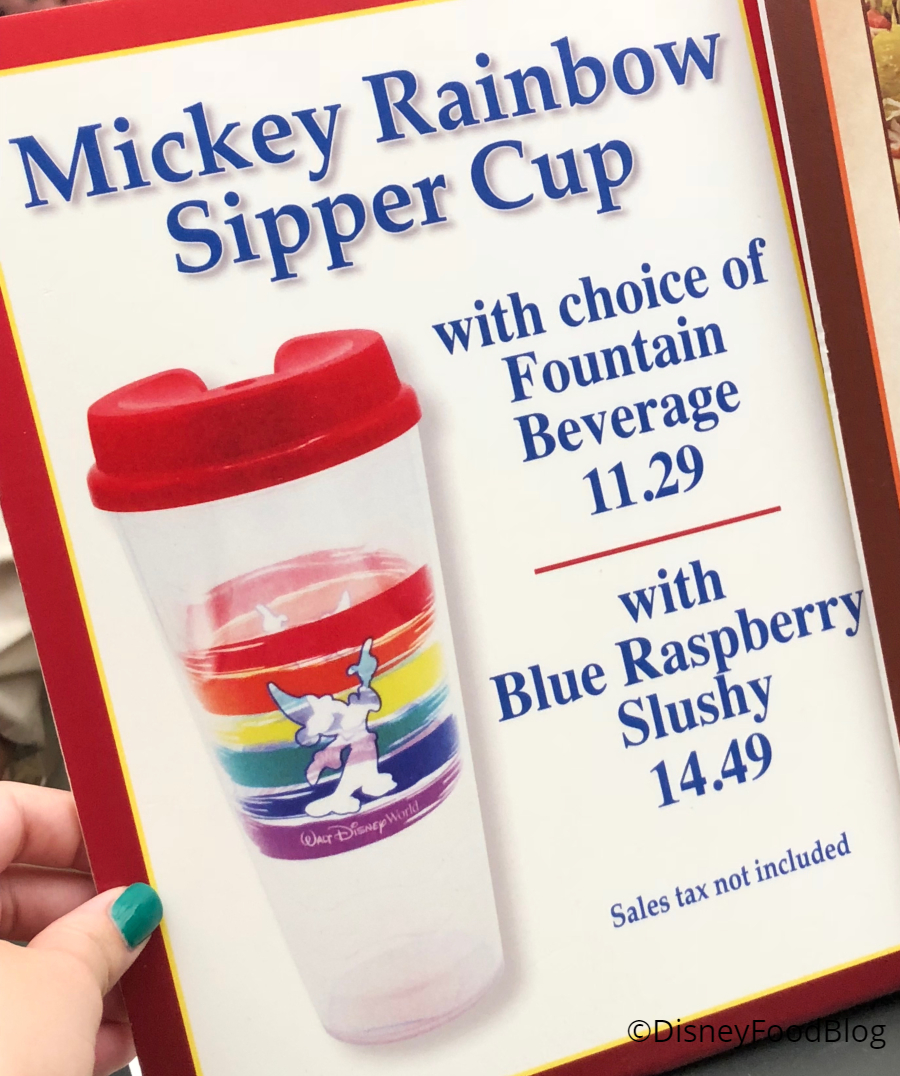 Mickey Rainbow
Sipper Cup
with choice of
Fountain
Beverage
11.29
with
Blue Raspberry
Slushy
14.49
Sales tax not included
WALT DISNEY World
©DisneyFoodBlog